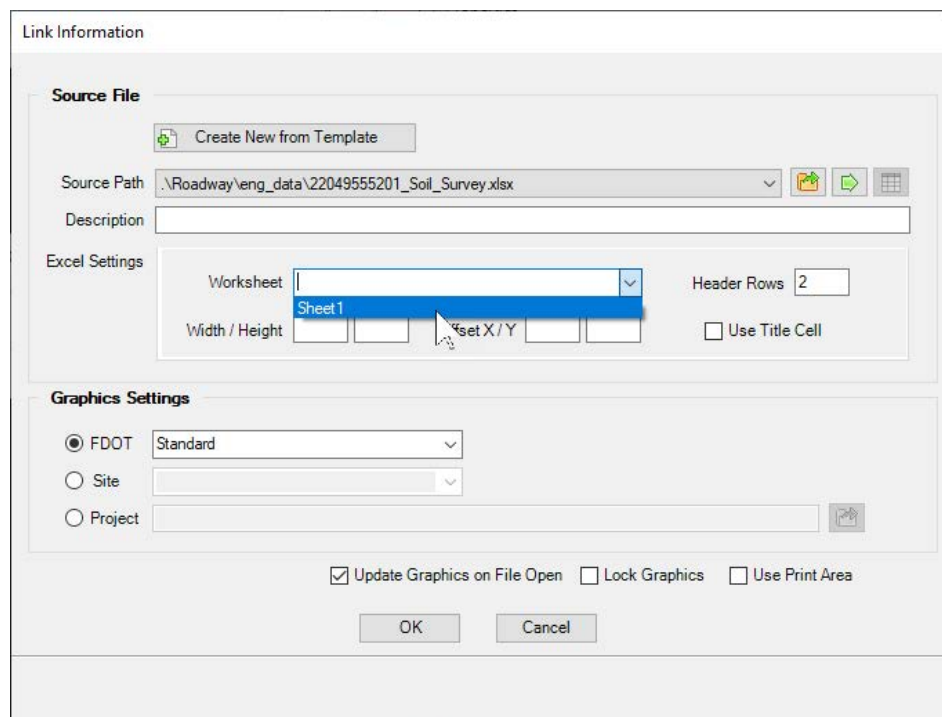 Link Information
Source File
Create New from Template
Source Path .\Roadway\eng_data\22049555201_Soil_Survey.xlsx
Description
Excel Settings
Worksheet Header Rows 2
Sheet1
Width / Height X / Y Use Title Cell
Graphics Settings
FDOT Standard
Site
Project
Update Graphics on File Open Lock Graphics Use Print Area
OK Cancel